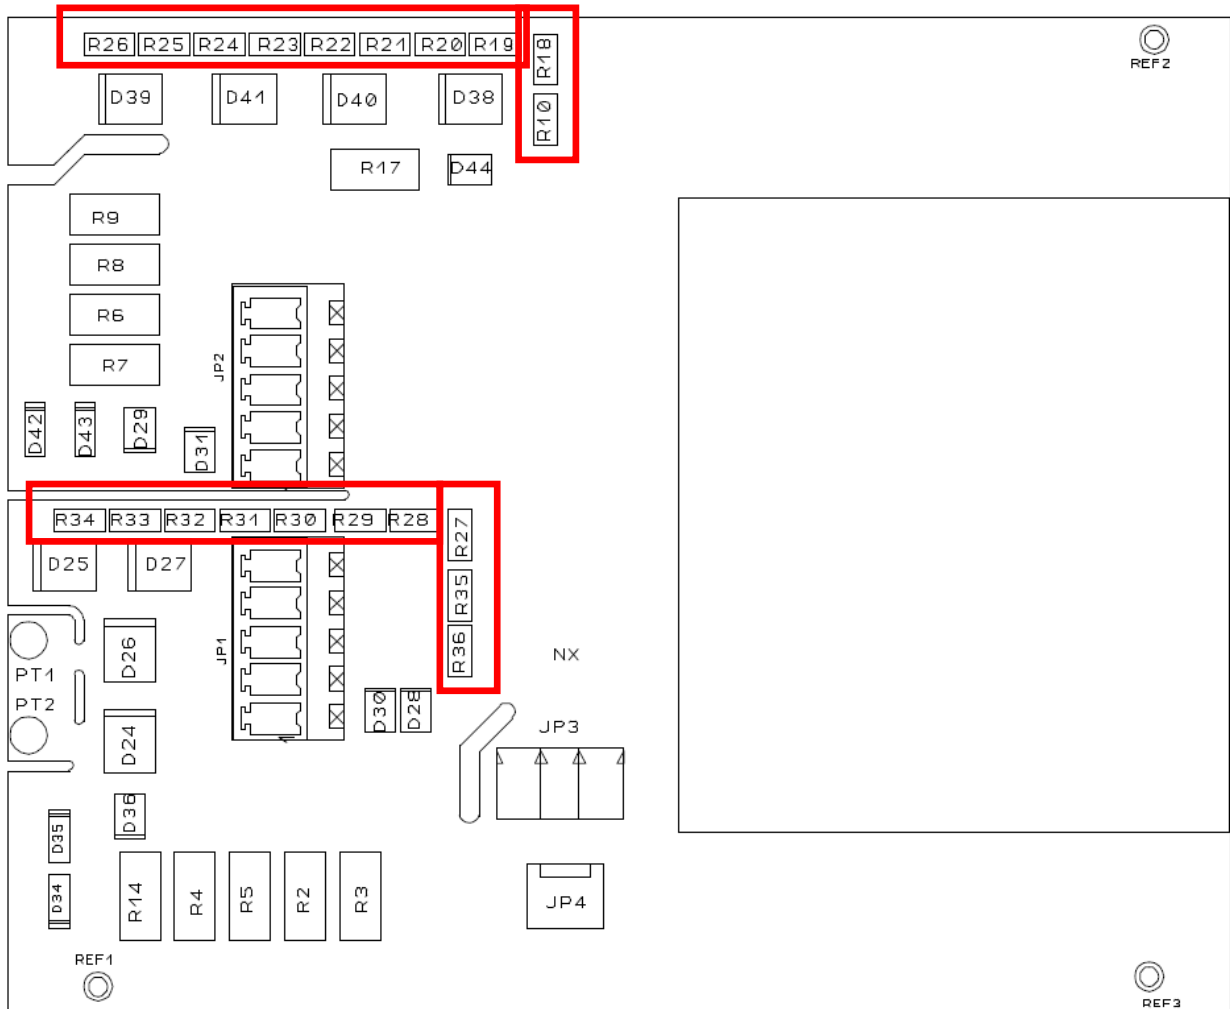 R26 R25 R24 R23 R22 R21 R20 R19
R18
REF2
D39 D41 D40 D38
R10
R17 D44
R9
R8
R6
R7
JP2
D42 D43 D29 D31
R34 R33 R32 R31 R30 R29 R28
R27
D25 D27
R35
JP1
D26
R36
NX
PT1
PT2
D30 D28
JP3
D24
1
D36
D35
D34
R14 R4 R5 R2 R3
JP4
REF1
REF3